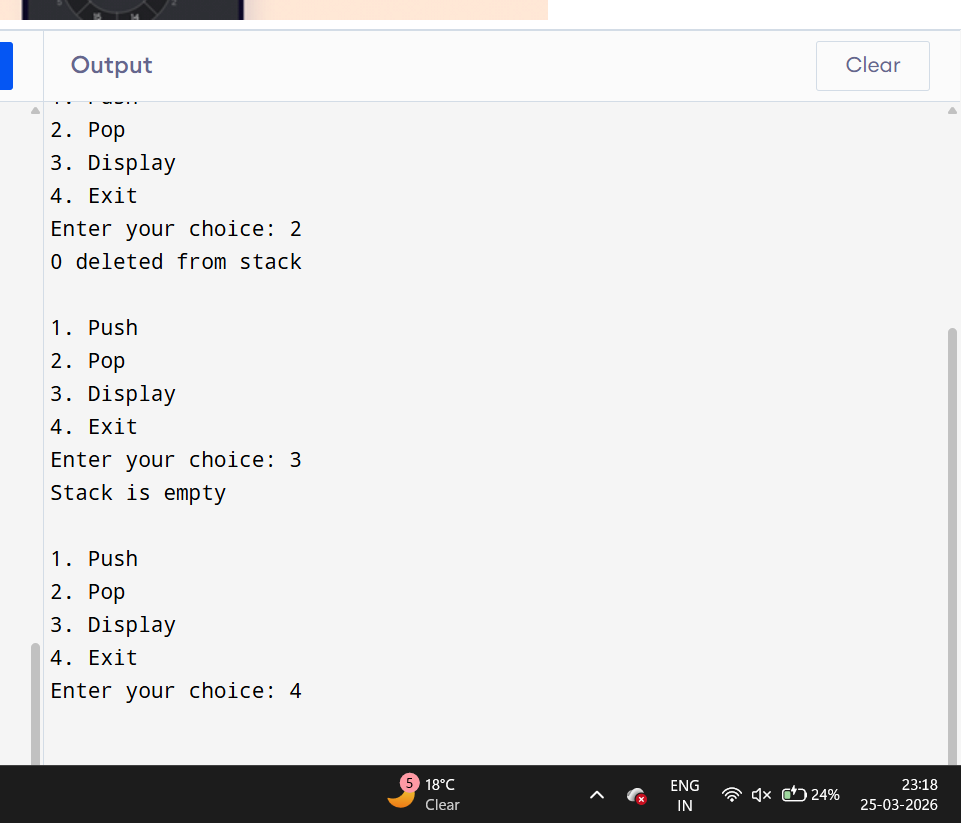 Output
Clear
1. Push
2. Pop
3. Display
4. Exit
Enter your choice: 2
0 deleted from stack
1. Push
2. Pop
3. Display
4. Exit
Enter your choice: 3
Stack is empty
1. Push
2. Pop
3. Display
4. Exit
Enter your choice: 4
5
18°C
Clear
ENG
IN
24%
23:18
25-03-2026